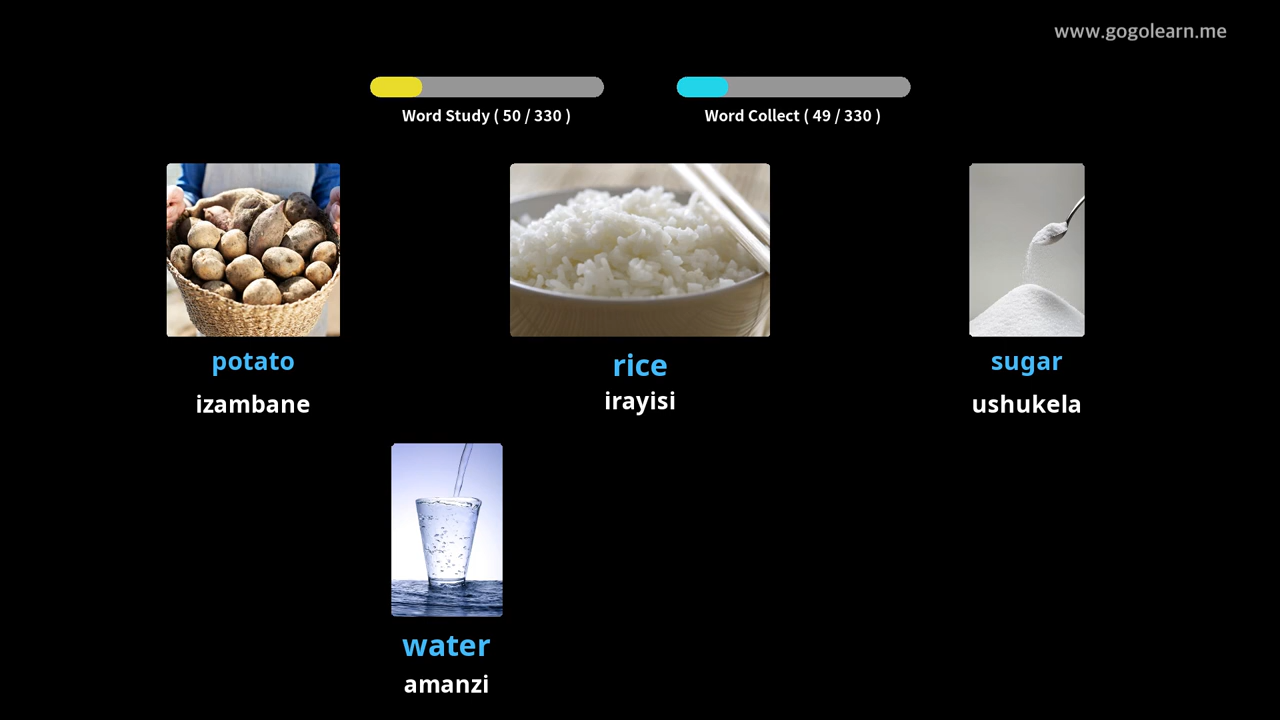 www.gogolearn.me
Word Study ( 50 / 330 )
Word Collect ( 49 / 330 )
potato
izambane
rice
irayisi
sugar
ushukela
water
amanzi